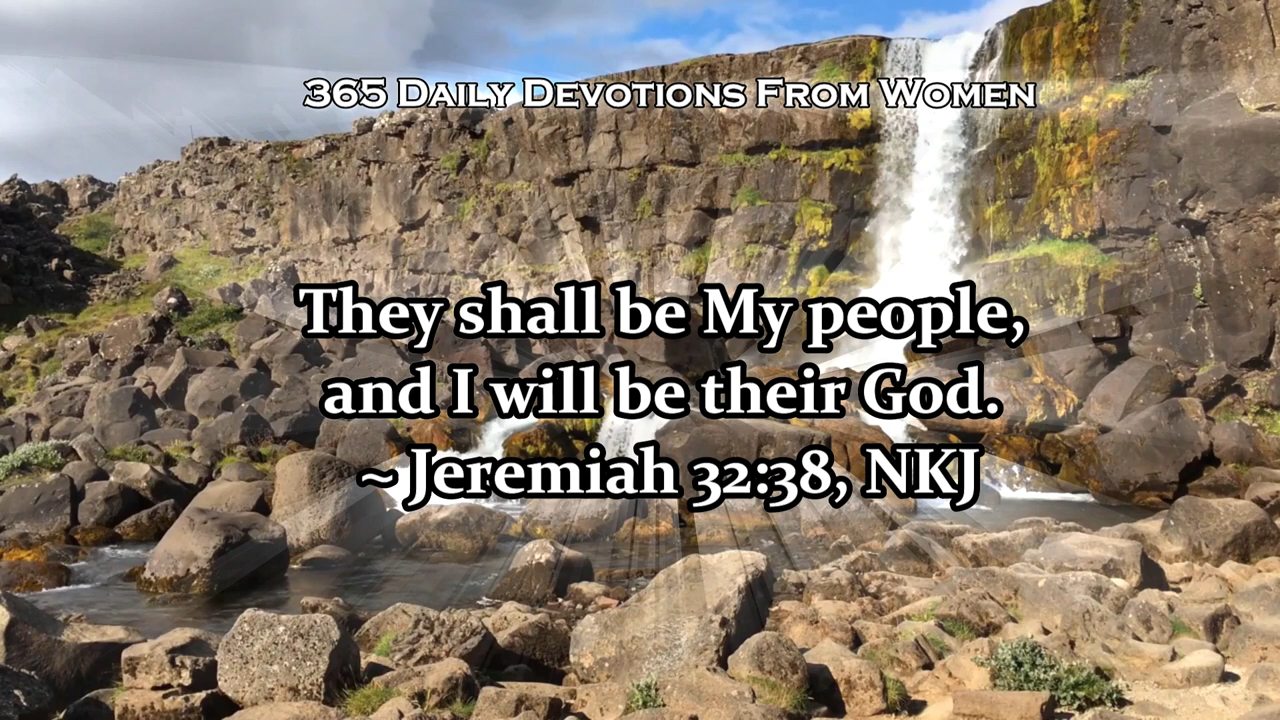 365 Daily Devotions From Women
They shall be My people,
and I will be their God.
~ Jeremiah 32:38, NKJ